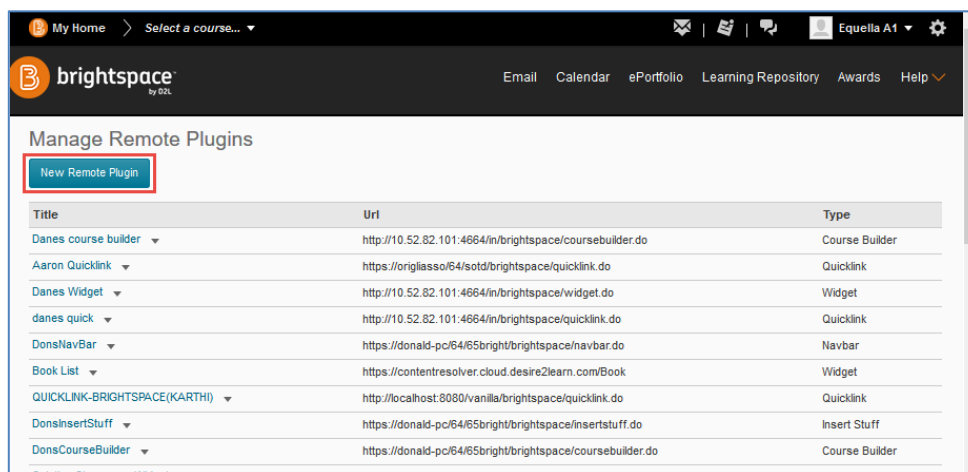 My Home Select a course... Equella A1
brightspace
by D2L
Email Calendar ePortfolio Learning Repository Awards Help
Manage Remote Plugins
New Remote Plugin
Title Url Type
Danes course builder http://10.52.82.101:4664/in/brightspace/coursebuilder.do Course Builder
Aaron Quicklink https://origliasso/64/sotd/brightspace/quicklink.do Quicklink
Danes Widget http://10.52.82.101:4664/in/brightspace/widget.do Widget
danes quick http://10.52.82.101:4664/in/brightspace/quicklink.do Quicklink
DonsNavBar https://donald-pc/64/65bright/brightspace/navbar.do Navbar
Book List https://contentresolver.cloud.desire2learn.com/Book Widget
QUICKLINK-BRIGHTSPACE(KARTHI) http://localhost:8080/vanilla/brightspace/quicklink.do Quicklink
DonsInsertStuff https://donald-pc/64/65bright/brightspace/insertstuff.do Insert Stuff
DonsCourseBuilder https://donald-pc/64/65bright/brightspace/coursebuilder.do Course Builder